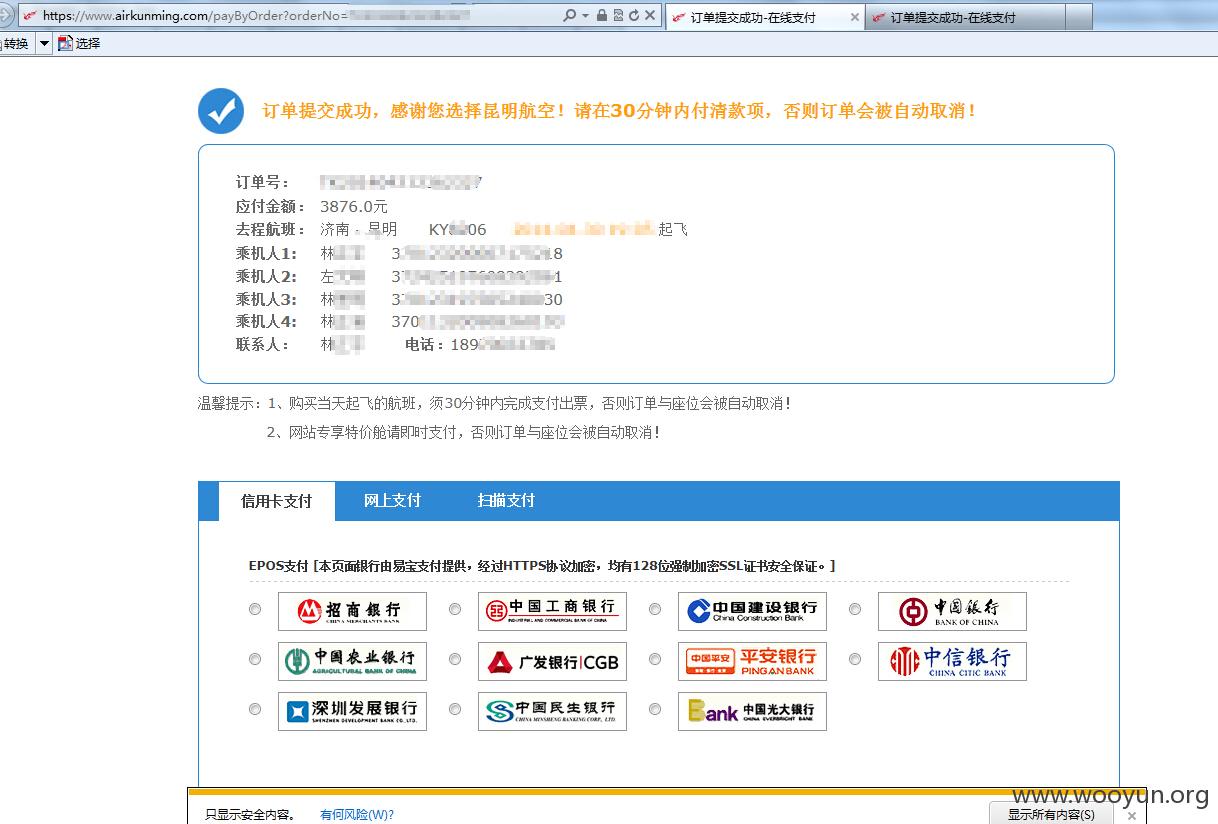 https://www.airkunming.com/payByOrder?orderNo=
订单提交成功-在线支付
订单提交成功-在线支付
转换
选择
订单提交成功，感谢您选择昆明航空！请在30分钟内付清款项，否则订单会被自动取消！
订单号：
应付金额： 3876.0元
去程航班： 济南 - 昆明 KY 06 起飞
乘机人1： 林 3 8
乘机人2： 左 3 1
乘机人3： 林 3 30
乘机人4： 林 370
联系人： 林 电话：189
温馨提示：1、购买当天起飞的航班，须30分钟内完成支付出票，否则订单与座位会被自动取消！
2、网站专享特价舱请即时支付，否则订单与座位会被自动取消！
信用卡支付 网上支付 扫描支付
EPOS支付 [本页面银行由易宝支付提供，经过HTTPS协议加密，均有128位强制加密SSL证书安全保证。]
招商银行
CHINA MERCHANTS BANK
中国工商银行
INDUSTRIAL AND COMMERCIAL BANK OF CHINA
中国建设银行
China Construction Bank
中国银行
BANK OF CHINA
中国农业银行
AGRICULTURAL BANK OF CHINA
广发银行|CGB
中国平安
平安银行
PINGAN BANK
中信银行
CHINA CITIC BANK
深圳发展银行
SHENZHEN DEVELOPMENT BANK CO.,LTD.
中国民生银行
CHINA MINSHENG BANKING CORP., LTD.
Bank 中国光大银行
CHINA EVERBRIGHT BANK
只显示安全内容。 有何风险(W)? 显示所有内容(S)
www.wooyun.org